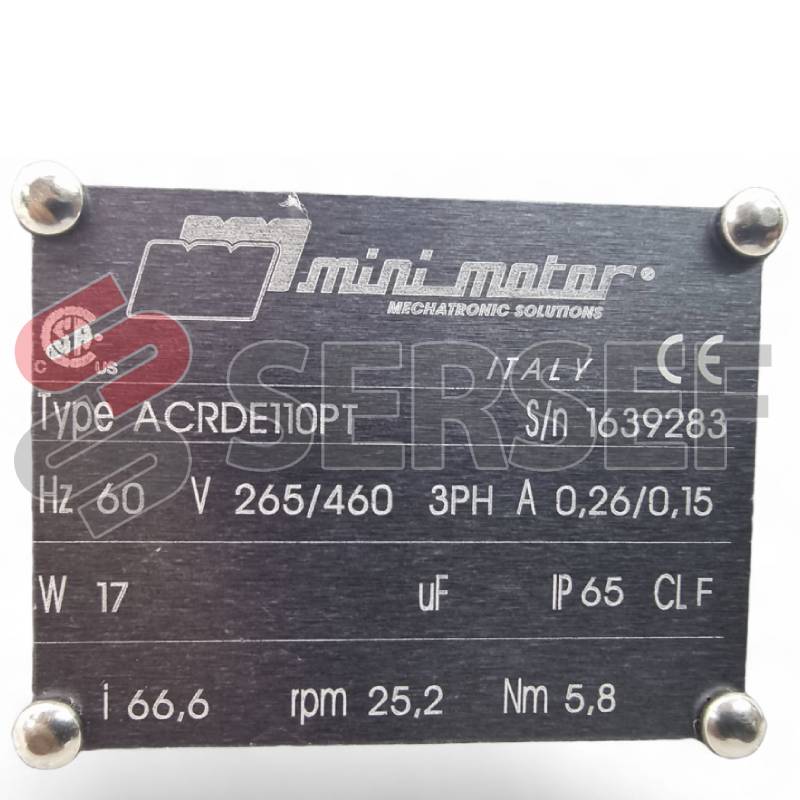 mini motor®
MECHATRONIC SOLUTIONS
C US
ITALY CE
SERSEF
Type ACRDE110PT S/n 1639283
Hz 60 V 265/460 3PH A 0,26/0,15
W 17 uF IP 65 CL F
i 66,6 rpm 25,2 Nm 5,8